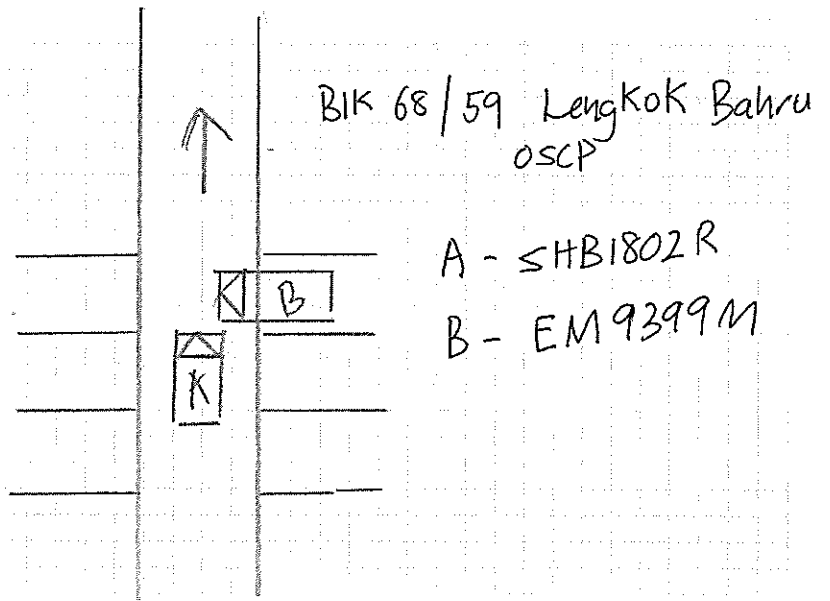 Blk 68/59 Lengkok Bahru
OSCP
A - SHB1802R
B - EM9399M
B
A